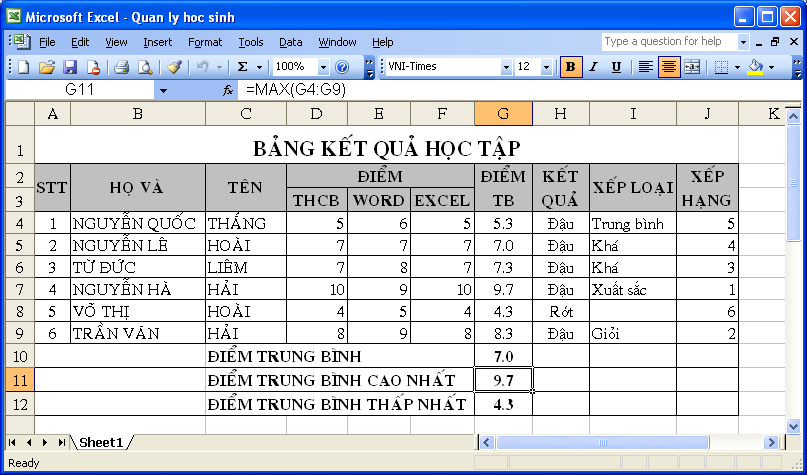 Microsoft Excel - Quan ly hoc sinh
File Edit View Insert Format Tools Data Window Help Type a question for help
100% VNI-Times 12 B I U
G11 fx =MAX(G4:G9)
A B C D E F G H I J K
1 BẢNG KẾT QUẢ HỌC TẬP
2 STT HỌ VÀ TÊN ĐIỂM ĐIỂM KẾT XẾP LOẠI XẾP
3 THCB WORD EXCEL TB QUẢ HẠNG
4 1 NGUYỄN QUỐC THẮNG 5 6 5 5.3 Đậu Trung bình 5
5 2 NGUYỄN LÊ HOÀI 7 7 7 7.0 Đậu Khá 4
6 3 TỪ ĐỨC LIÊM 7 8 7 7.3 Đậu Khá 3
7 4 NGUYỄN HÀ HẢI 10 9 10 9.7 Đậu Xuất sắc 1
8 5 VÕ THỊ HOÀI 4 5 4 4.3 Rớt 6
9 6 TRẦN VĂN HẢI 8 9 8 8.3 Đậu Giỏi 2
10 ĐIỂM TRUNG BÌNH 7.0
11 ĐIỂM TRUNG BÌNH CAO NHẤT 9.7
12 ĐIỂM TRUNG BÌNH THẤP NHẤT 4.3
Sheet1
Ready